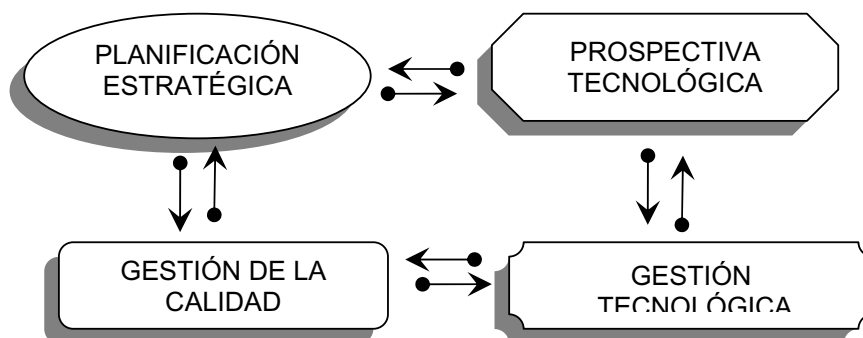 PLANIFICACIÓN
ESTRATÉGICA
PROSPECTIVA
TECNOLÓGICA
GESTIÓN DE LA
CALIDAD
GESTIÓN
TECNOLÓGICA